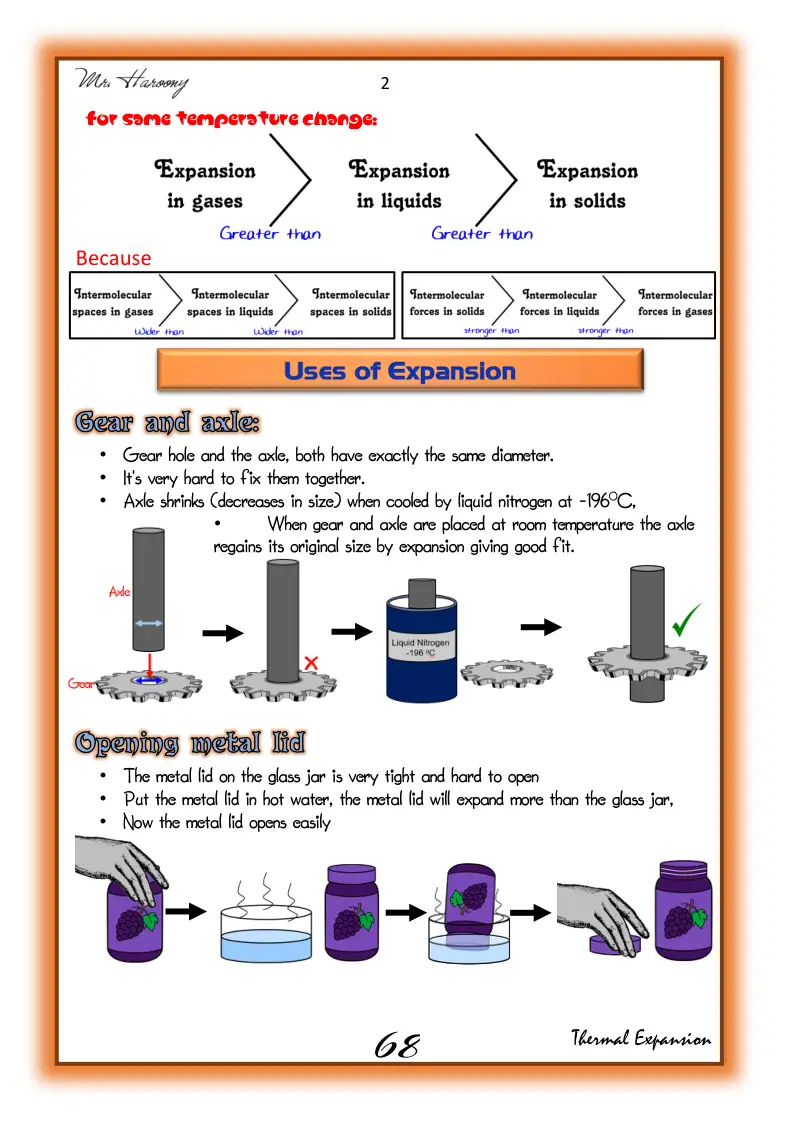 Mr. Haroony
2
For same temperature change:
Expansion in gases
Greater than
Expansion in liquids
Greater than
Expansion in solids
Because
Intermolecular spaces in gases
Wider than
Intermolecular spaces in liquids
Wider than
Intermolecular spaces in solids
Intermolecular forces in solids
stronger than
Intermolecular forces in liquids
stronger than
Intermolecular forces in gases
Uses of Expansion
Gear and axle:
• Gear hole and the axle, both have exactly the same diameter.
• It's very hard to fix them together.
• Axle shrinks (decreases in size) when cooled by liquid nitrogen at -196⁰C,
• When gear and axle are placed at room temperature the axle
regains its original size by expansion giving good fit.
Axle
Gear
Liquid Nitrogen
-196 ºC
Opening metal lid
• The metal lid on the glass jar is very tight and hard to open
• Put the metal lid in hot water, the metal lid will expand more than the glass jar,
• Now the metal lid opens easily
68
Thermal Expansion